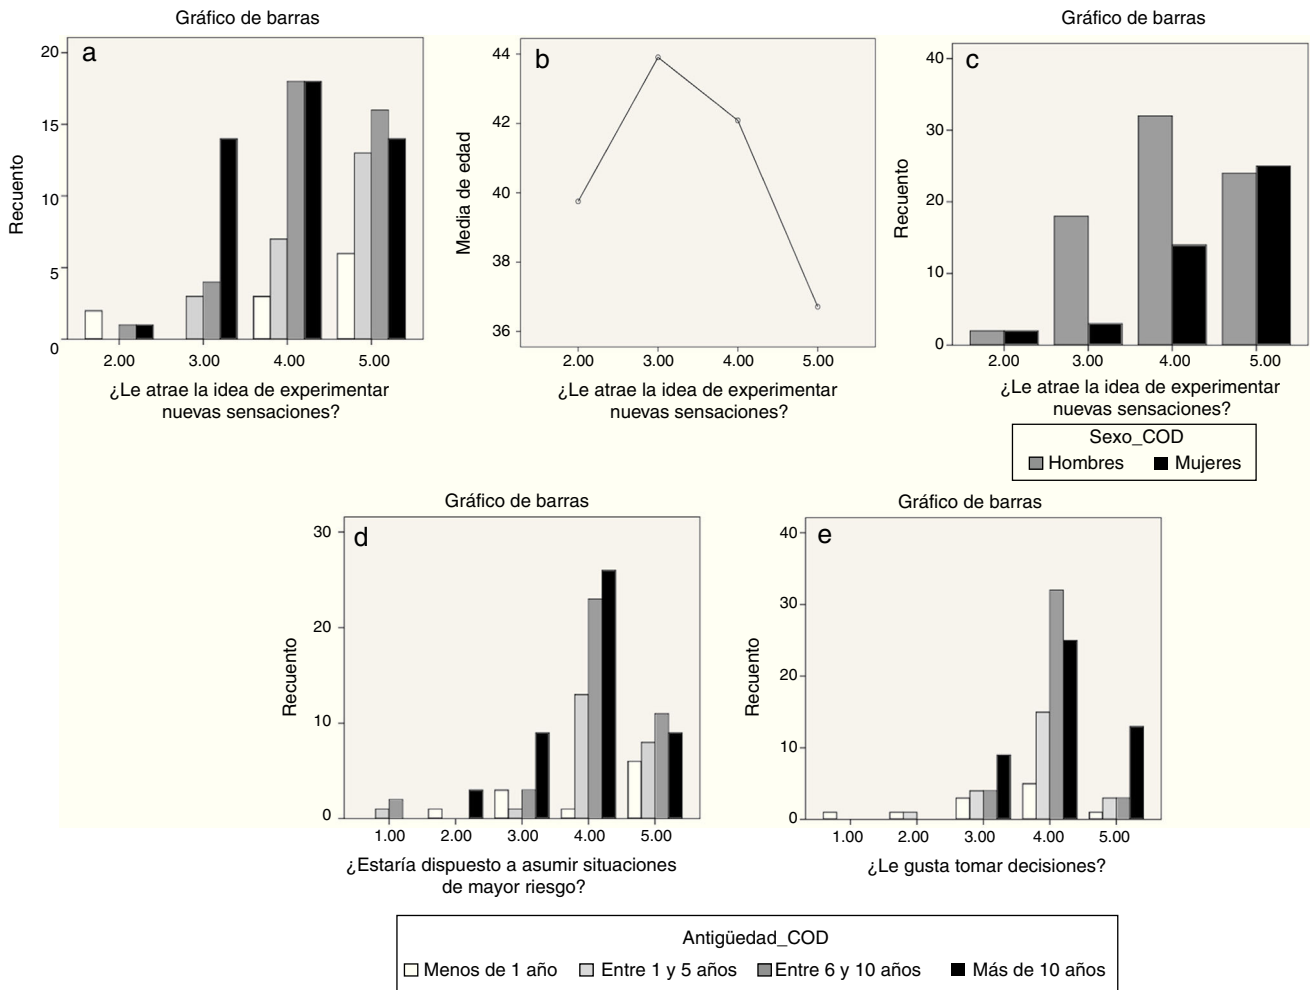 Gráfico de barras
a
Recuento
20
15
10
5
0
2.00 3.00 4.00 5.00
¿Le atrae la idea de experimentar
nuevas sensaciones?
b
Media de edad
44
42
40
38
36
2.00 3.00 4.00 5.00
¿Le atrae la idea de experimentar
nuevas sensaciones?
Gráfico de barras
c
Recuento
40
30
20
10
0
2.00 3.00 4.00 5.00
¿Le atrae la idea de experimentar
nuevas sensaciones?
Sexo_COD
Hombres Mujeres
Gráfico de barras
d
Recuento
30
20
10
0
1.00 2.00 3.00 4.00 5.00
¿Estaría dispuesto a asumir situaciones
de mayor riesgo?
Gráfico de barras
e
Recuento
40
30
20
10
0
1.00 2.00 3.00 4.00 5.00
¿Le gusta tomar decisiones?
Antigüedad_COD
Menos de 1 año Entre 1 y 5 años Entre 6 y 10 años Más de 10 años